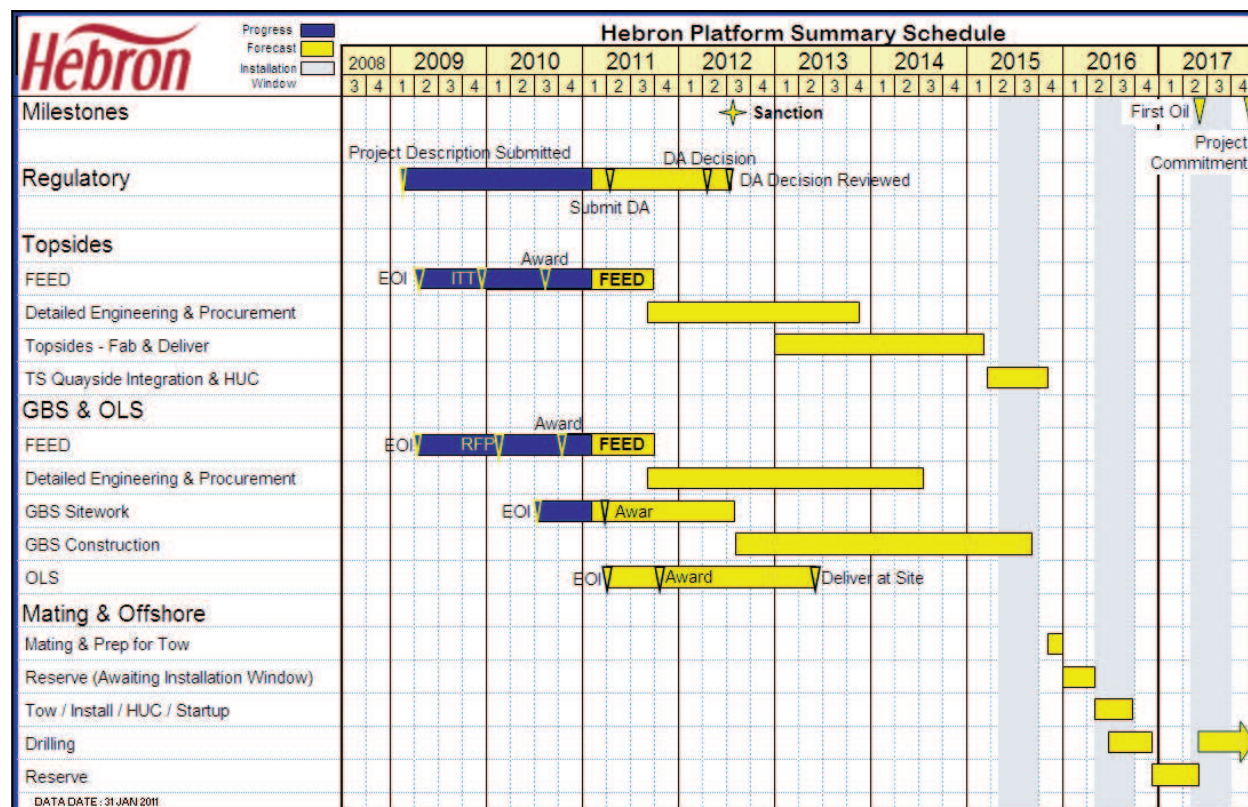 Hebron
Progress
Forecast
Installation
Window
Hebron Platform Summary Schedule
2008 2009 2010 2011 2012 2013 2014 2015 2016 2017
3 4 1 2 3 4 1 2 3 4 1 2 3 4 1 2 3 4 1 2 3 4 1 2 3 4 1 2 3 4 1 2 3 4 1 2 3 4
Milestones
Sanction
First Oil
Project
Commitment
Project Description Submitted
DA Decision
Regulatory
DA Decision Reviewed
Submit DA
Topsides
Award
FEED
EOI
ITT
FEED
Detailed Engineering & Procurement
Topsides - Fab & Deliver
TS Quayside Integration & HUC
GBS & OLS
Award
FEED
EOI
RFP
FEED
Detailed Engineering & Procurement
GBS Sitework
EOI
Awar
GBS Construction
OLS
EOI
Award
Deliver at Site
Mating & Offshore
Mating & Prep for Tow
Reserve (Awaiting Installation Window)
Tow / Install / HUC / Startup
Drilling
Reserve
DATA DATE : 31 JAN 2011